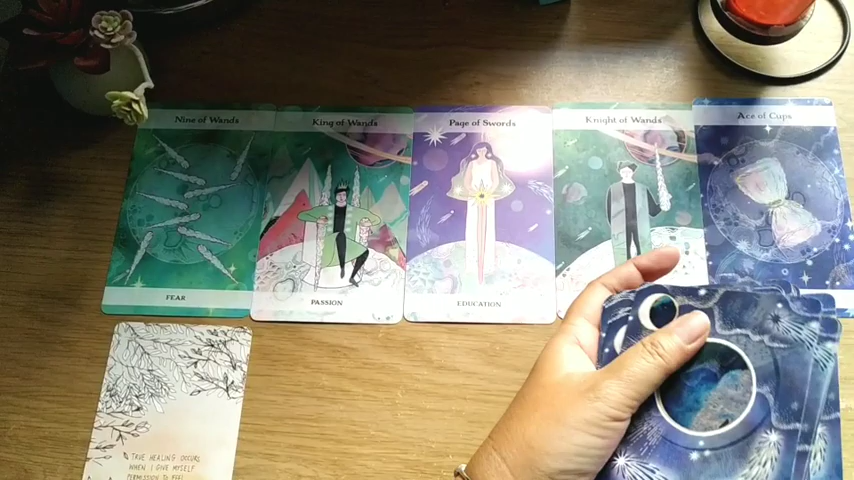 Nine of Wands
King of Wands
Page of Swords
Knight of Wands
Ace of Cups
FEAR
PASSION
EDUCATION
TRUE HEALING OCCURS
WHEN I GIVE MYSELF
PERMISSION TO FEEL